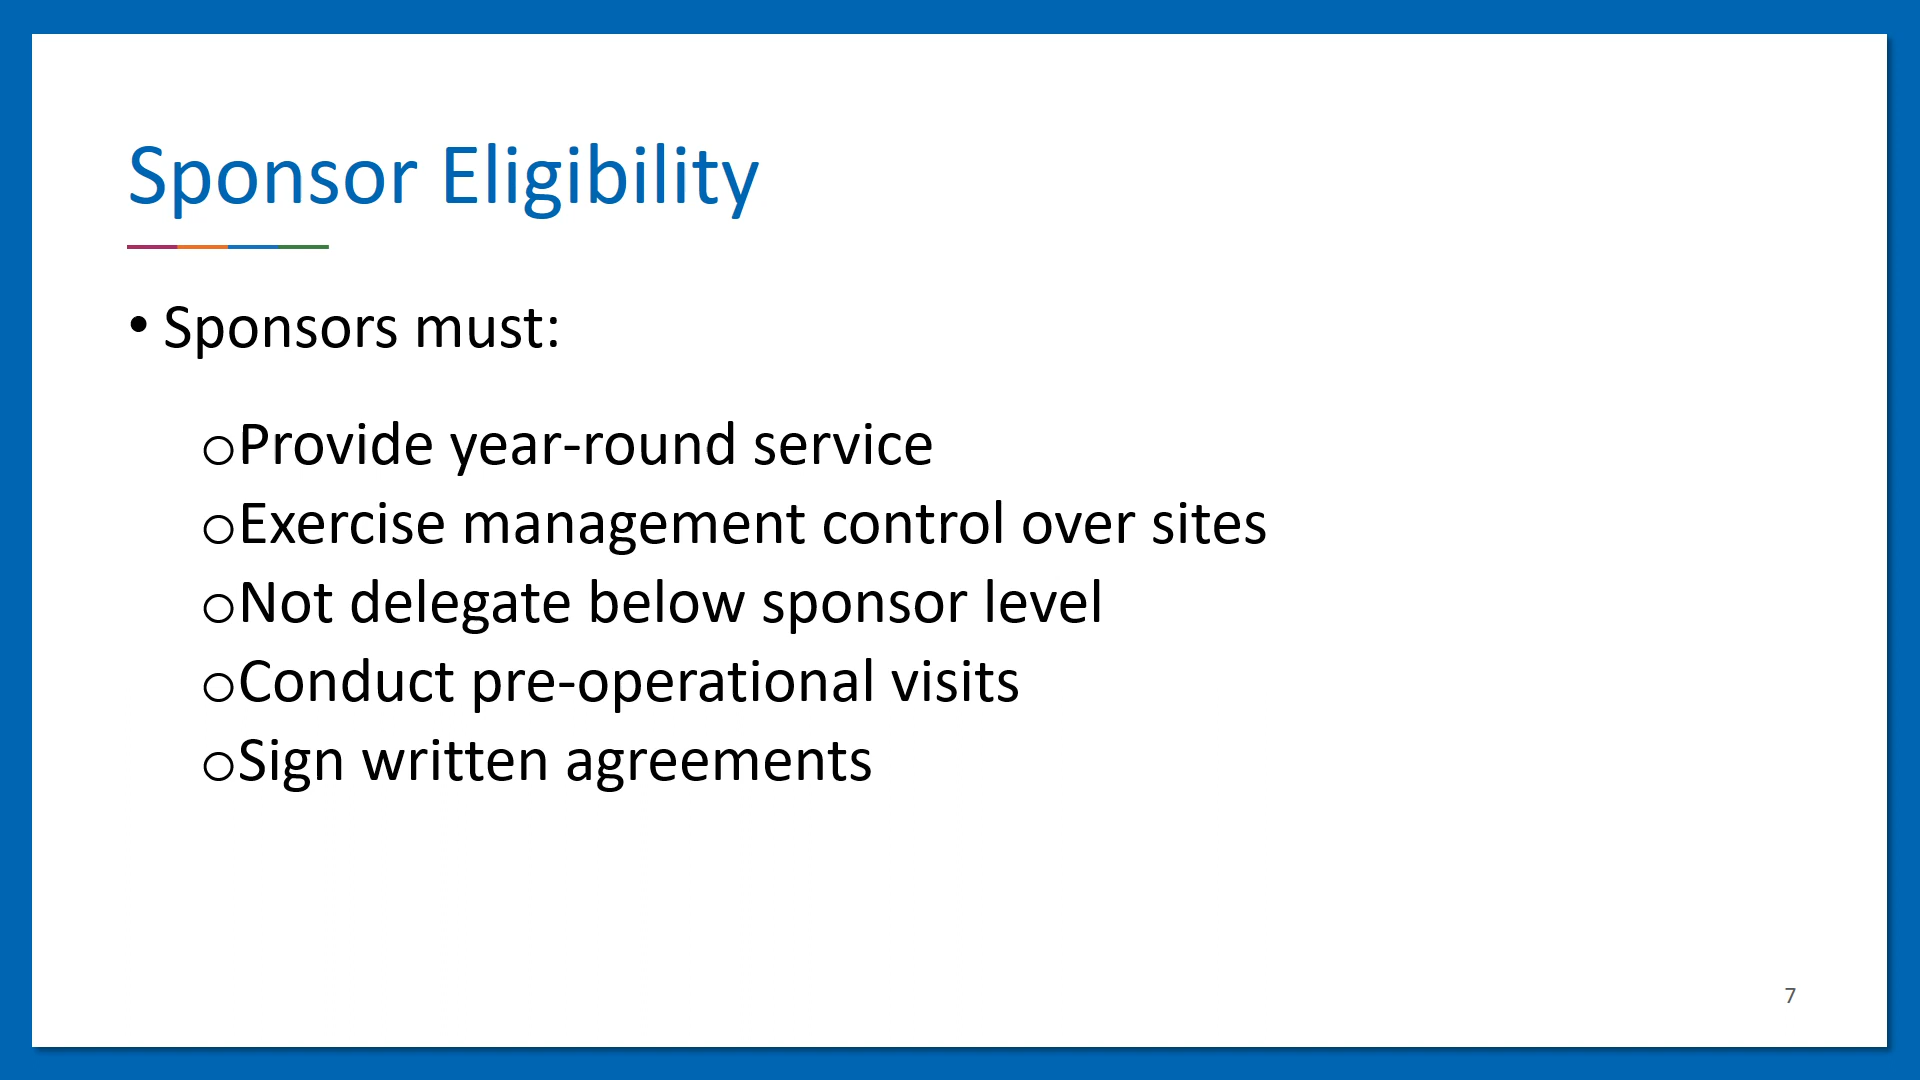 Sponsor Eligibility
• Sponsors must:
oProvide year-round service
oExercise management control over sites
oNot delegate below sponsor level
oConduct pre-operational visits
oSign written agreements
7